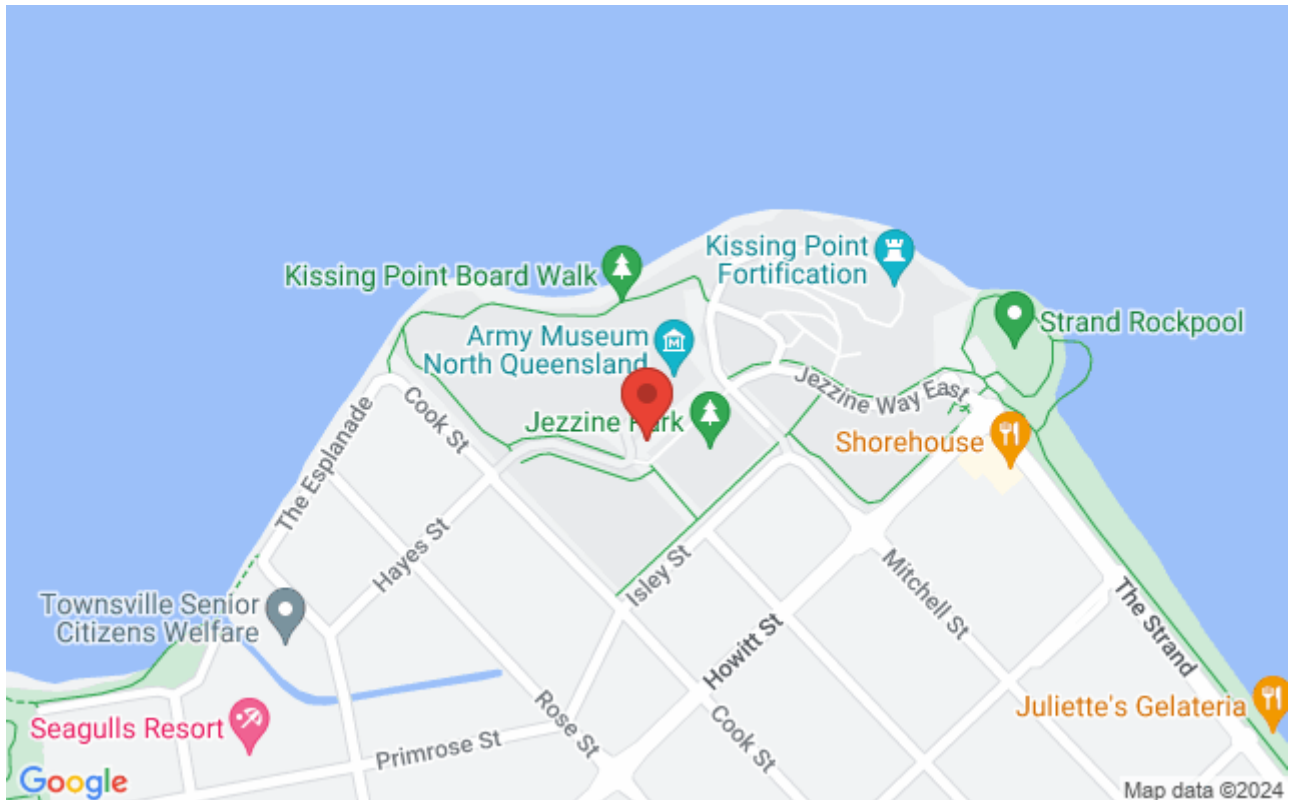 Kissing Point
Fortification
Kissing Point Board Walk
Strand Rockpool
Army Museum
North Queensland
Jezzine Way East
Cook St
Jezzine Park
Shorehouse
The Esplanade
Hayes St
Isley St
Mitchell St
Townsville Senior
Citizens Welfare
The Strand
Howitt St
Juliette's Gelateria
Seagulls Resort
Rose St
Cook St
Primrose St
Google
Map data ©2024